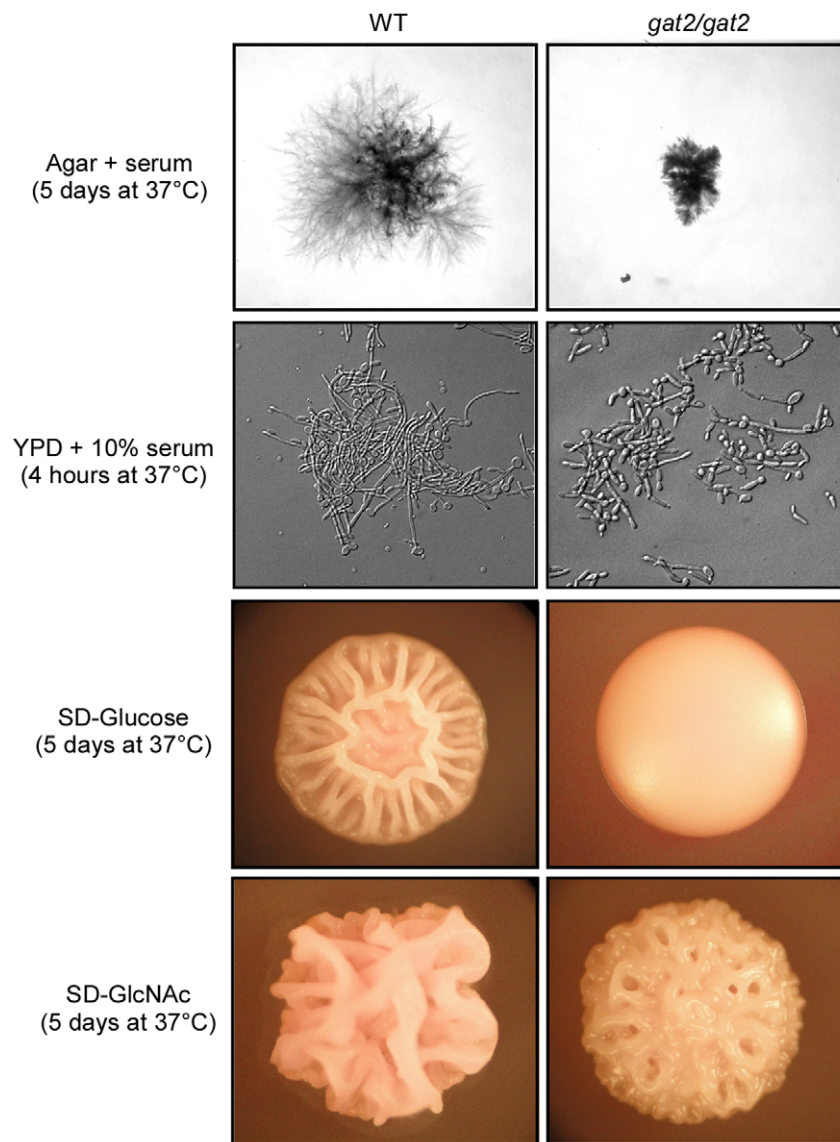 WT gat2/gat2
Agar + serum
(5 days at 37°C)
YPD + 10% serum
(4 hours at 37°C)
SD-Glucose
(5 days at 37°C)
SD-GlcNAc
(5 days at 37°C)